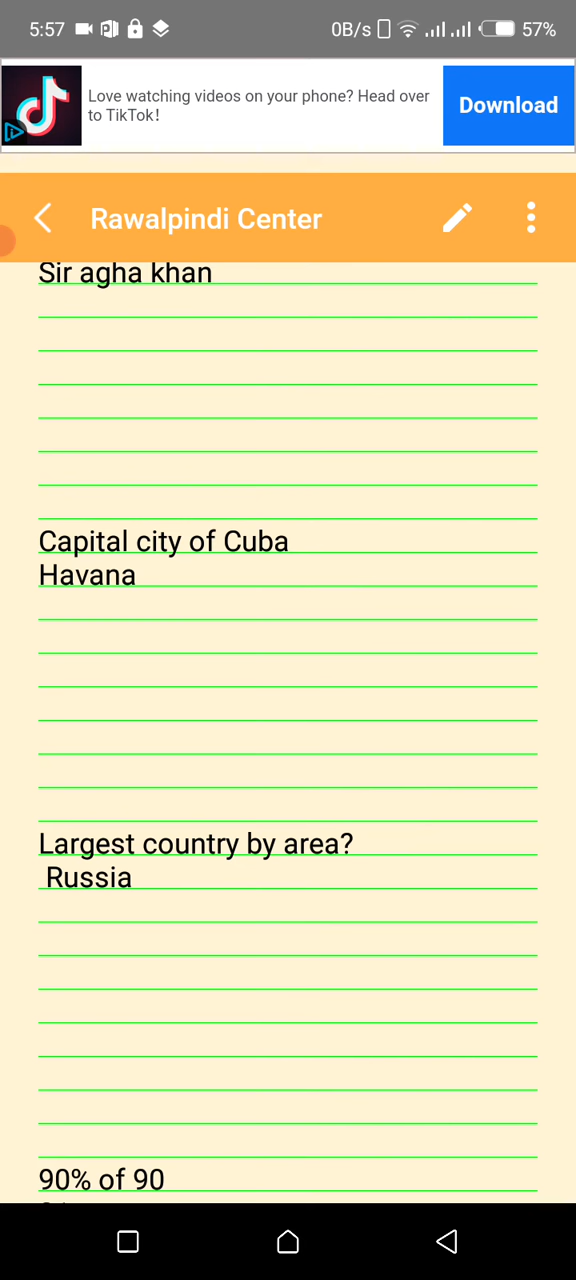 5:57
0B/s
57%
Love watching videos on your phone? Head over
to TikTok!
Download
Rawalpindi Center
Sir agha khan
Capital city of Cuba
Havana
Largest country by area?
Russia
90% of 90